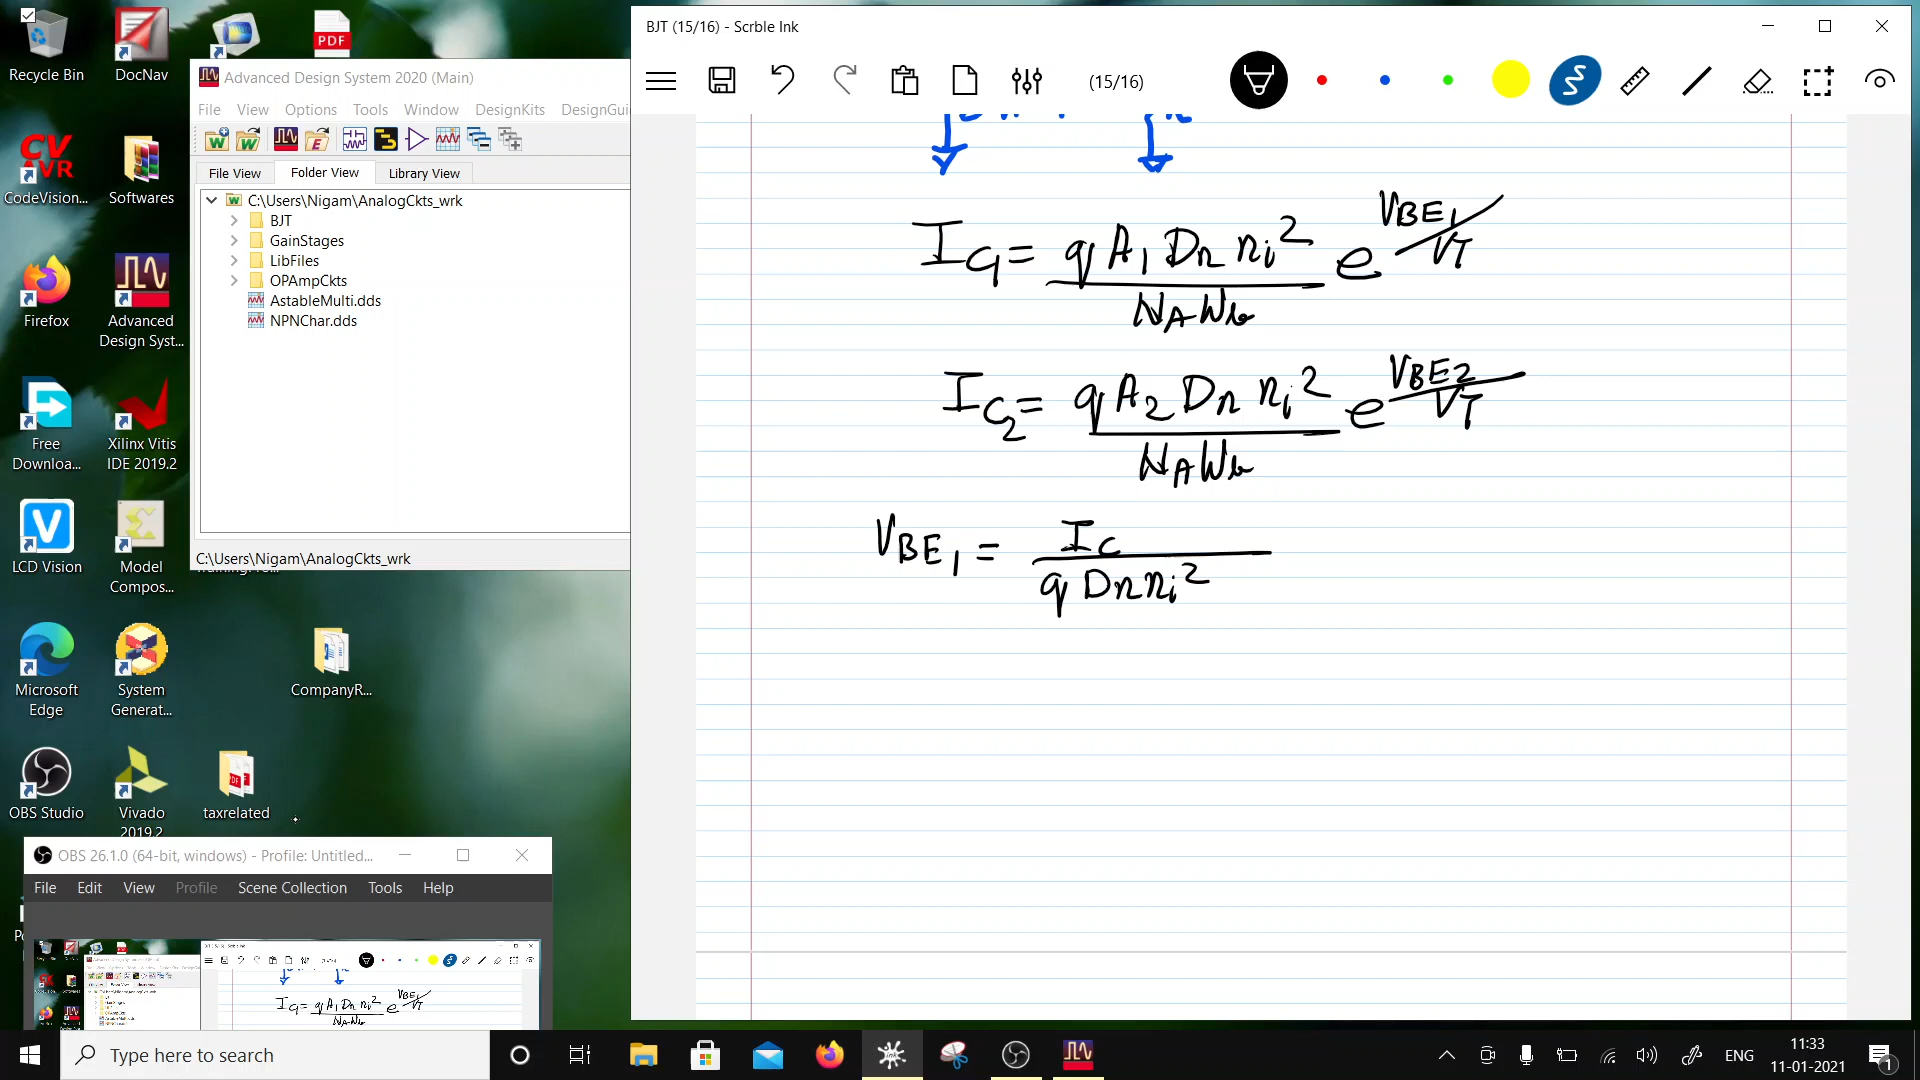 Recycle Bin
DocNav
PDF
CV
AVR
CodeVision...
Softwares
Firefox
Advanced
Design Syst...
Free
Downloa...
Xilinx Vitis
IDE 2019.2
LCD Vision
Model
Compos...
Microsoft
Edge
System
Generat...
CompanyR...
OBS Studio
Vivado
2019.2
taxrelated
Advanced Design System 2020 (Main)
File View Options Tools Window DesignKits DesignGui
File View Folder View Library View
C:\Users\Nigam\AnalogCkts_wrk
BJT
GainStages
LibFiles
OPAmpCkts
AstableMulti.dds
NPNChar.dds
C:\Users\Nigam\AnalogCkts_wrk
BJT (15/16) - Scrble Ink
(15/16)
I_C1 = q A_1 D_n n_i^2 / N_A W_b e^{V_BE1/V_T}
I_C2 = q A_2 D_n n_i^2 / N_A W_b e^{V_BE2/V_T}
V_BE1 = I_C / q D_n n_i^2
OBS 26.1.0 (64-bit, windows) - Profile: Untitled...
File Edit View Profile Scene Collection Tools Help
Type here to search
ENG
11:33
11-01-2021
1